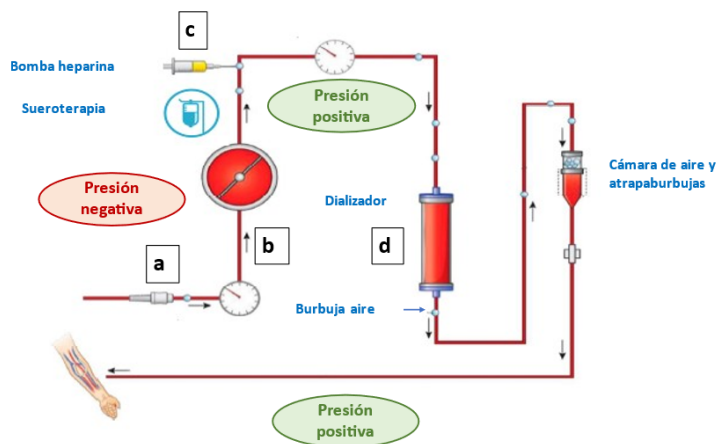 c
Bomba heparina
Sueroterapia
Presión
positiva
Cámara de aire y
atrapaburbujas
Presión
negativa
Dializador
a
b
d
Burbuja aire
Presión
positiva